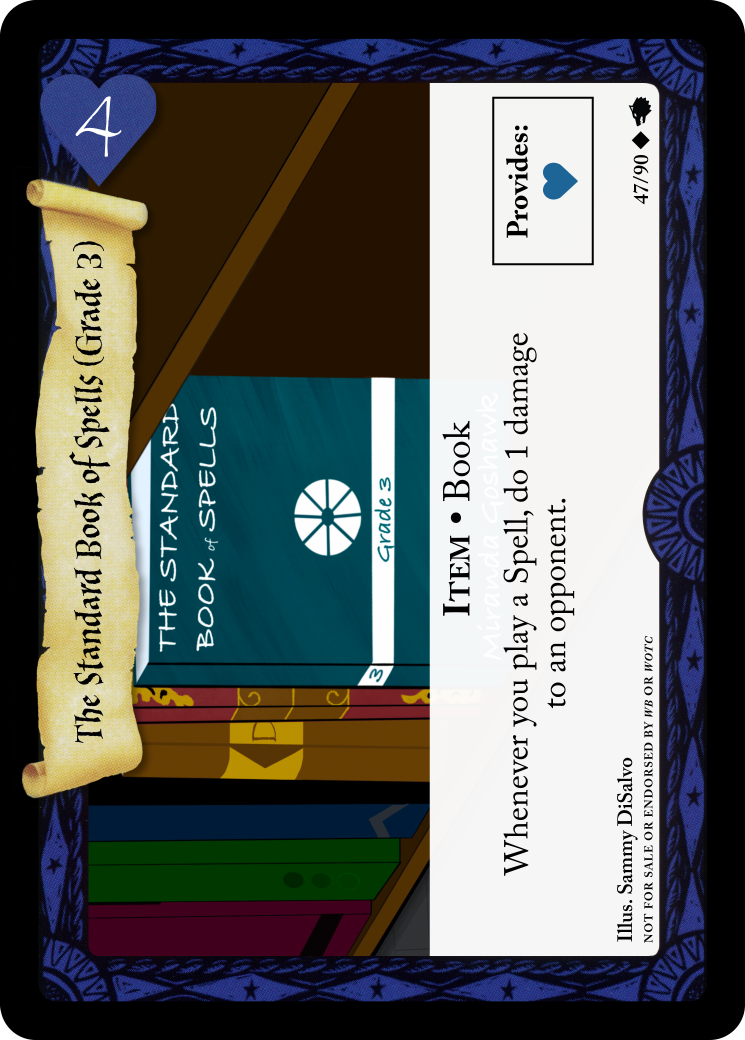 4
The Standard Book of Spells (Grade 3)
THE STANDARD
BOOK of SPELLS
Grade 3
3
Miranda Goshawk
ITEM • Book
Whenever you play a Spell, do 1 damage
to an opponent.
Provides:
Illus. Sammy DiSalvo
NOT FOR SALE OR ENDORSED BY WB OR WOTC
47/90